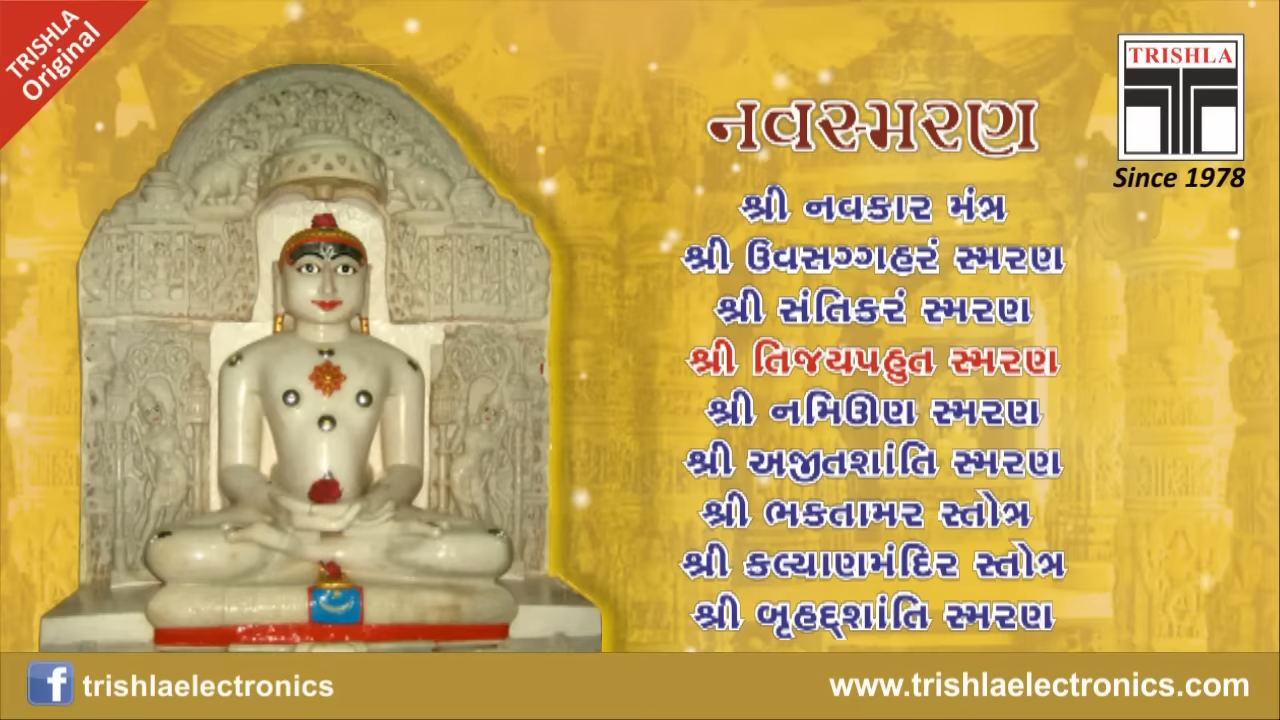 TRISHLA
Original
TRISHLA
Since 1978
નવસ્મરણ
શ્રી નવકાર મંત્ર
શ્રી ઉવસગ્ગહરં સ્મરણ
શ્રી સંતિકરં સ્મરણ
શ્રી તિજયપહુત સ્મરણ
શ્રી નમિઊણ સ્મરણ
શ્રી અજીતશાંતિ સ્મરણ
શ્રી ભક્તામર સ્તોત્ર
શ્રી કલ્યાણમંદિર સ્તોત્ર
શ્રી બૃહદ્દશાંતિ સ્મરણ
f trishlaelectronics
www.trishlaelectronics.com